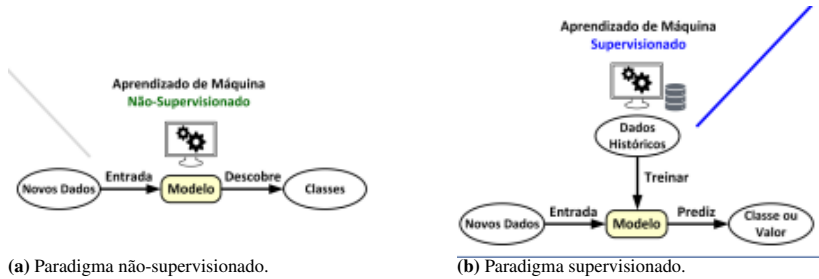 Aprendizado de Máquina
Não-Supervisionado
Novos Dados
Entrada
Modelo
Descobre
Classes
(a) Paradigma não-supervisionado.
Aprendizado de Máquina
Supervisionado
Dados
Históricos
Treinar
Novos Dados
Entrada
Modelo
Prediz
Classe ou
Valor
(b) Paradigma supervisionado.